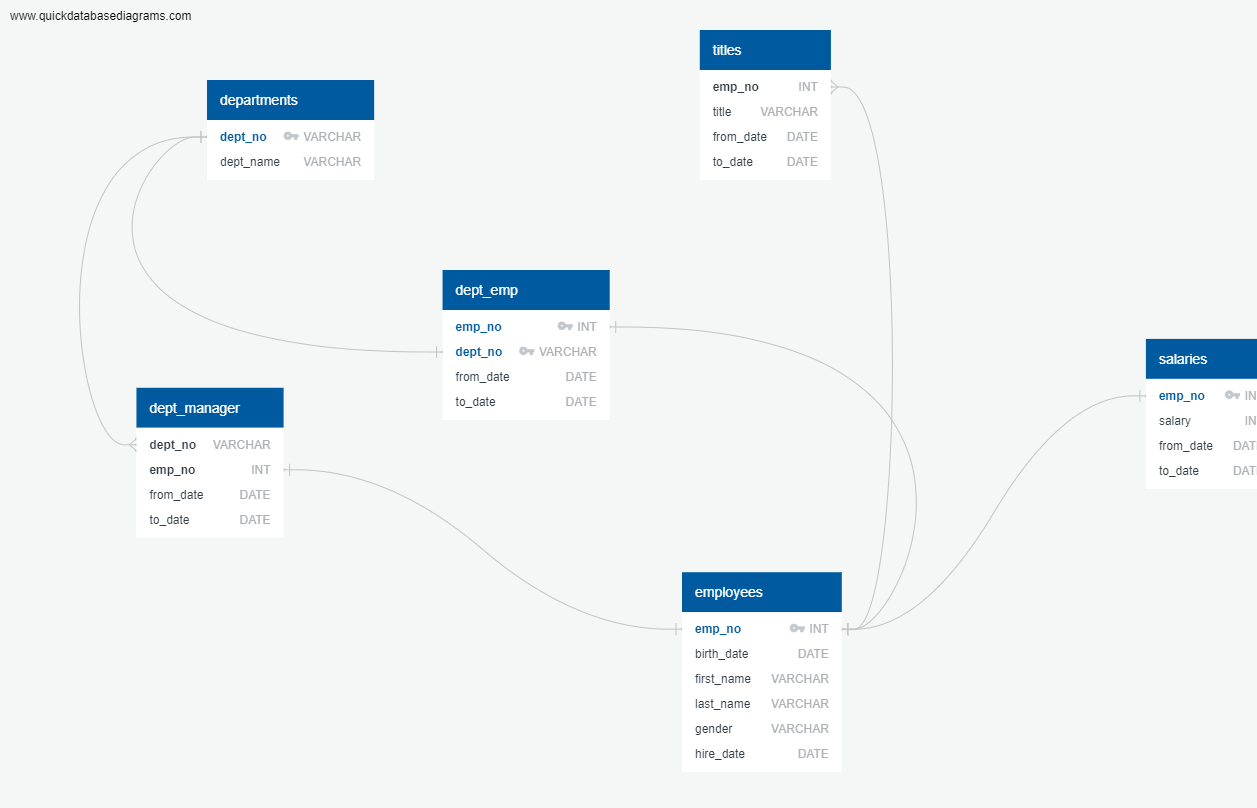 www.quickdatabasediagrams.com
titles
emp_no INT
title VARCHAR
from_date DATE
to_date DATE
departments
dept_no VARCHAR
dept_name VARCHAR
dept_emp
emp_no INT
dept_no VARCHAR
from_date DATE
to_date DATE
salaries
emp_no IN
salary IN
from_date DAT
to_date DAT
dept_manager
dept_no VARCHAR
emp_no INT
from_date DATE
to_date DATE
employees
emp_no INT
birth_date DATE
first_name VARCHAR
last_name VARCHAR
gender VARCHAR
hire_date DATE